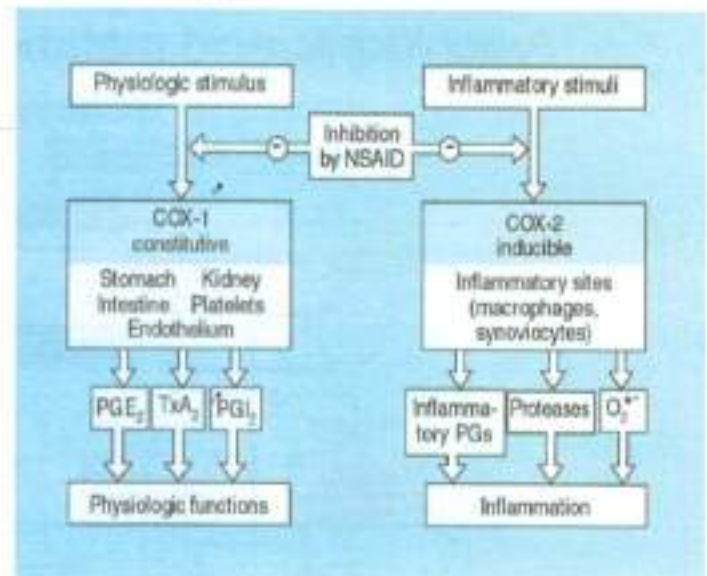 Physiologic stimulus
Inflammatory stimuli
Inhibition
by NSAID
-
-
COX-1
constitutive
Stomach Kidney
Intestine Platelets
Endothelium
COX-2
inducible
Inflammatory sites
(macrophages,
synoviocytes)
PGE₂
TxA₂
PGI₂
Inflamma-
tory PGs
Proteases
O₂•-
Physiologic functions
Inflammation